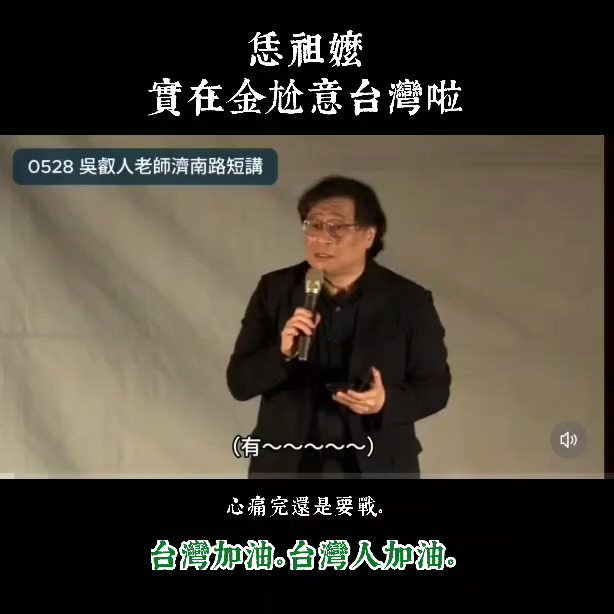 恁祖嬤
實在金尬意台灣啦
0528 吳叡人老師濟南路短講
(有～～～～～)
心痛完還是要戰.
台灣加油.台灣人加油.